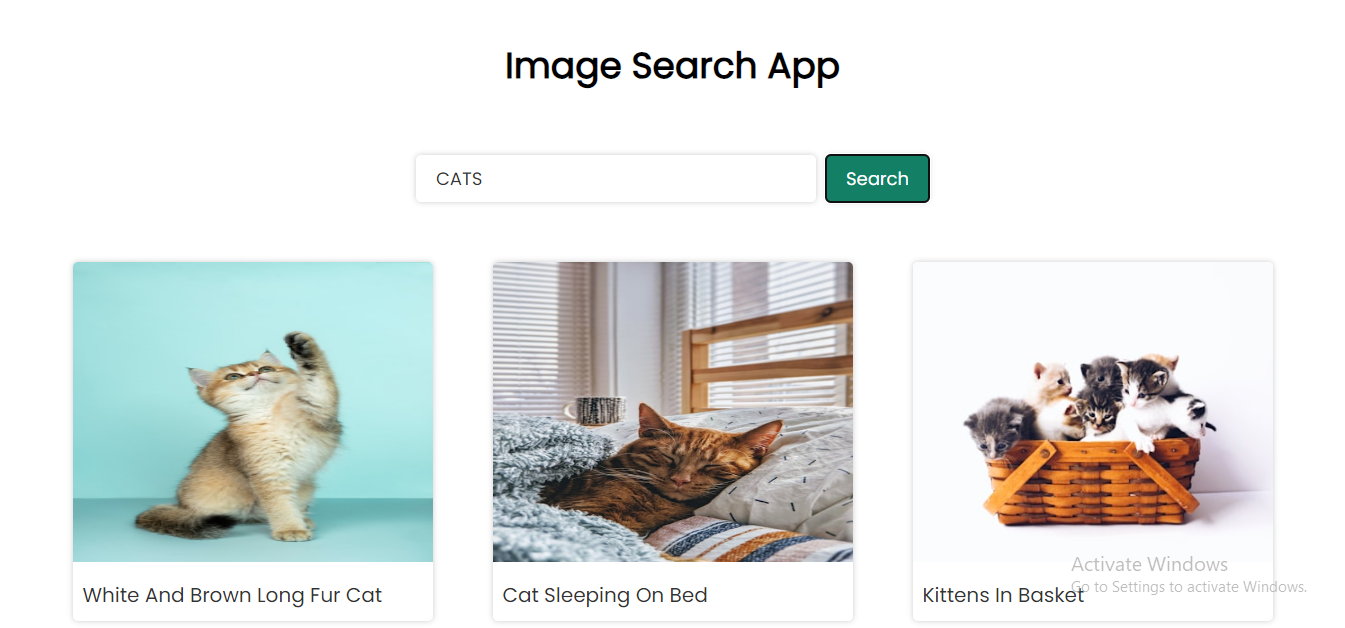 Image Search App
CATS
Search
White And Brown Long Fur Cat
Cat Sleeping On Bed
Kittens In Basket
Activate Windows
Go to Settings to activate Windows.